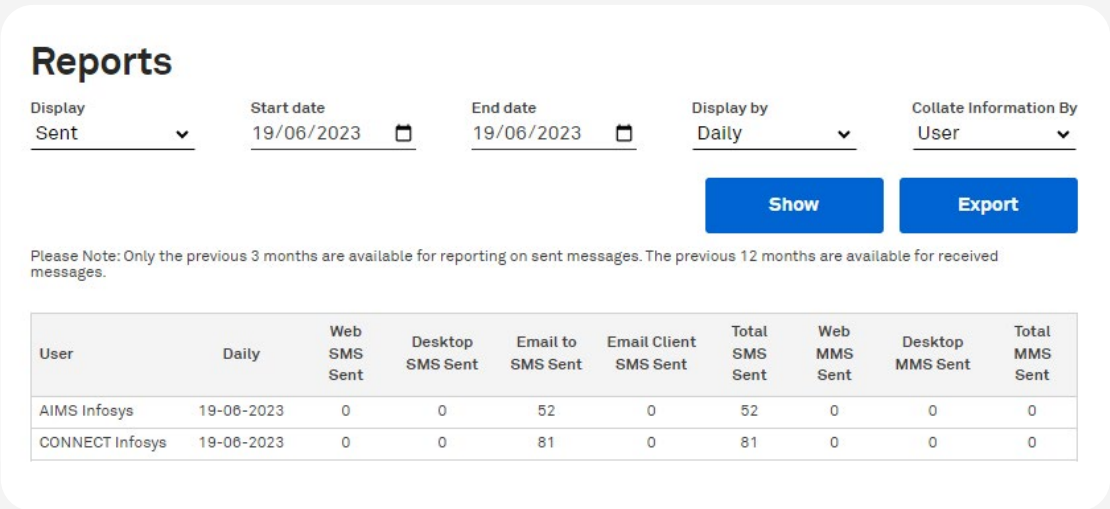 Reports
Display Start date End date Display by Collate Information By
Sent 19/06/2023 19/06/2023 Daily User
Show Export
Please Note: Only the previous 3 months are available for reporting on sent messages. The previous 12 months are available for received
messages.
User Daily Web SMS Sent Desktop SMS Sent Email to SMS Sent Email Client SMS Sent Total SMS Sent Web MMS Sent Desktop MMS Sent Total MMS Sent
AIMS Infosys 19-06-2023 0 0 52 0 52 0 0 0
CONNECT Infosys 19-06-2023 0 0 81 0 81 0 0 0